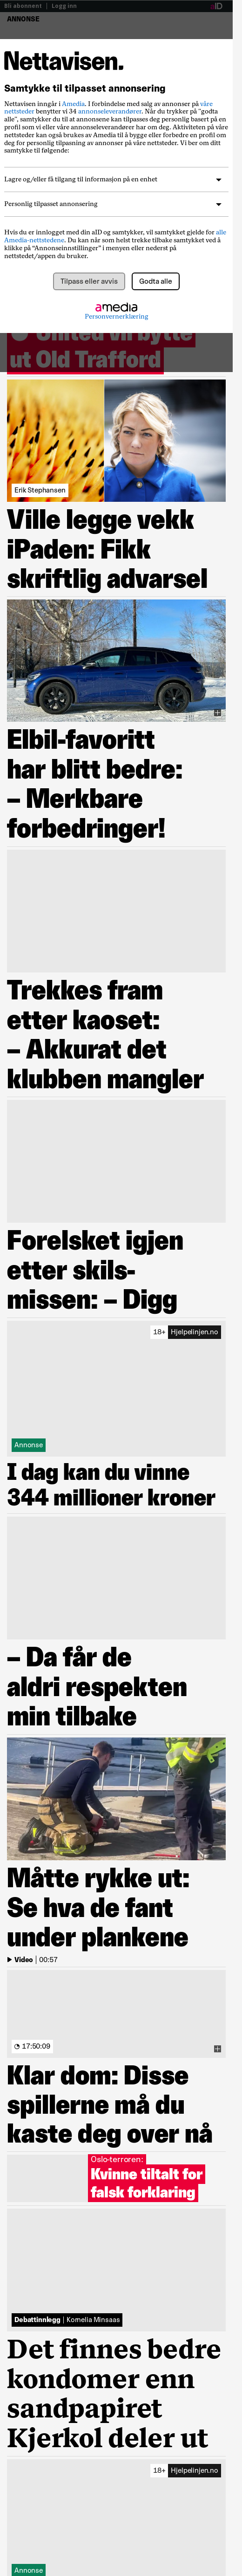 Bli abonnent | Logg inn
aID
ANNONSE
Nettavisen.
Samtykke til tilpasset annonsering
Nettavisen inngår i Amedia. I forbindelse med salg av annonser på våre
nettsteder benytter vi 34 annonseleverandører. Når du trykker på "godta
alle", samtykker du til at annonsene kan tilpasses deg personlig basert på en
profil som vi eller våre annonseleverandører har om deg. Aktiviteten på våre
nettsteder kan også brukes av Amedia til å bygge eller forbedre en profil om
deg for personlig tilpasning av annonser på våre nettsteder. Vi ber om ditt
samtykke til følgende:
Lagre og/eller få tilgang til informasjon på en enhet
Personlig tilpasset annonsering
Hvis du er innlogget med din aID og samtykker, vil samtykket gjelde for alle
Amedia-nettstedene. Du kan når som helst trekke tilbake samtykket ved å
klikke på “Annonseinnstillinger” i menyen eller nederst på
nettstedet/appen du bruker.
Tilpass eller avvis
Godta alle
amedia
Personvernerklæring
United vil flytte
ut Old Trafford
Erik Stephansen
Ville legge vekk
iPaden: Fikk
skriftlig advarsel
Elbil-favoritt
har blitt bedre:
– Merkbare
forbedringer!
Trekkes fram
etter kaoset:
– Akkurat det
klubben mangler
Forelsket igjen
etter skils-
missen: – Digg
18+ Hjelpelinjen.no
Annonse
I dag kan du vinne
344 millioner kroner
– Da får de
aldri respekten
min tilbake
Måtte rykke ut:
Se hva de fant
under plankene
Video | 00:57
17:50:09
Klar dom: Disse
spillerne må du
kaste deg over nå
Oslo-terroren:
Kvinne tiltalt for
falsk forklaring
Debattinnlegg | Kornelia Minsaas
Det finnes bedre
kondomer enn
sandpapiret
Kjerkol deler ut
18+ Hjelpelinjen.no
Annonse